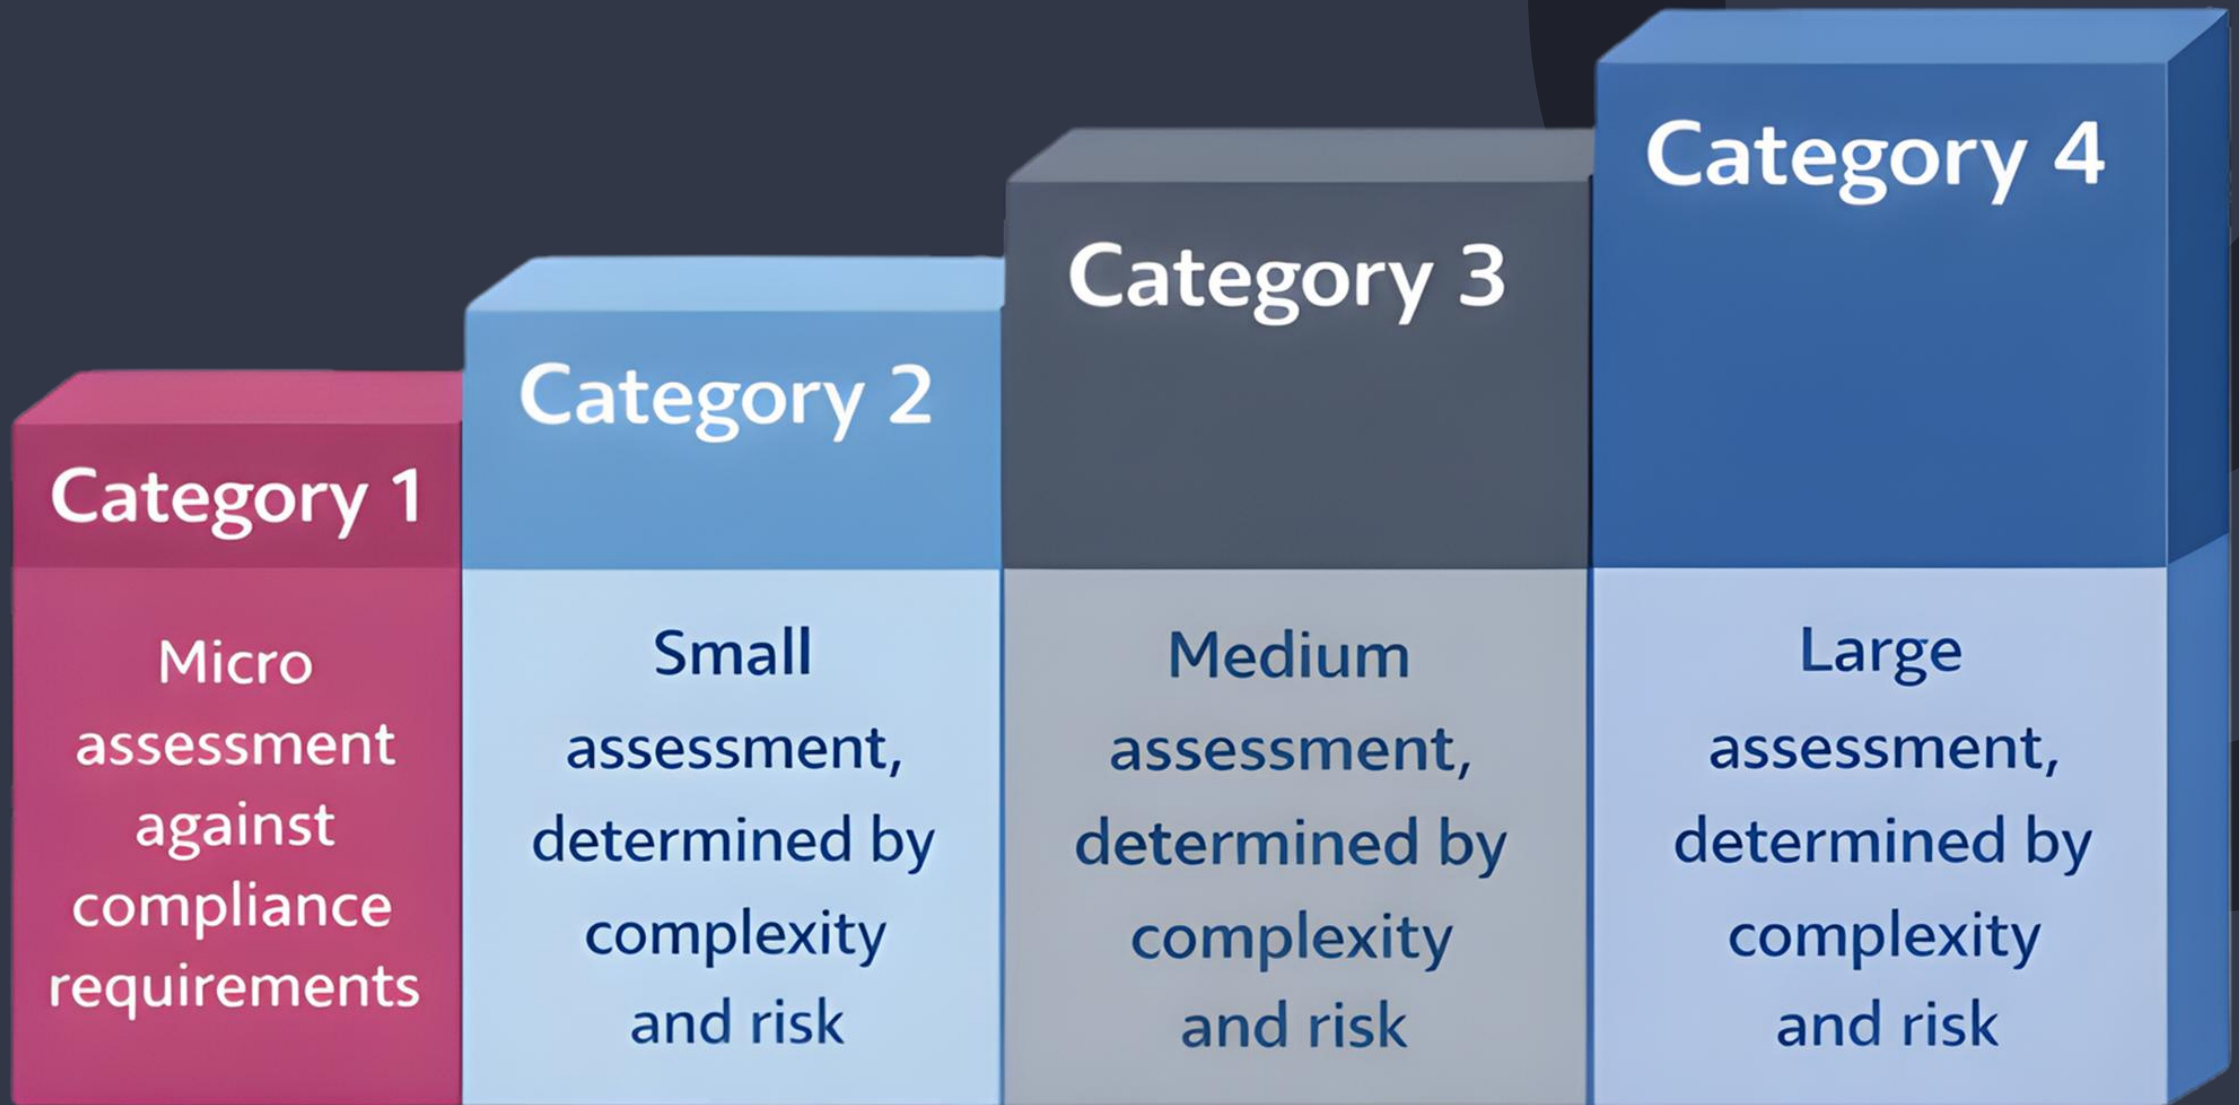 Category 1
Micro
assessment
against
compliance
requirements
Category 2
Small
assessment,
determined by
complexity
and risk
Category 3
Medium
assessment,
determined by
complexity
and risk
Category 4
Large
assessment,
determined by
complexity
and risk